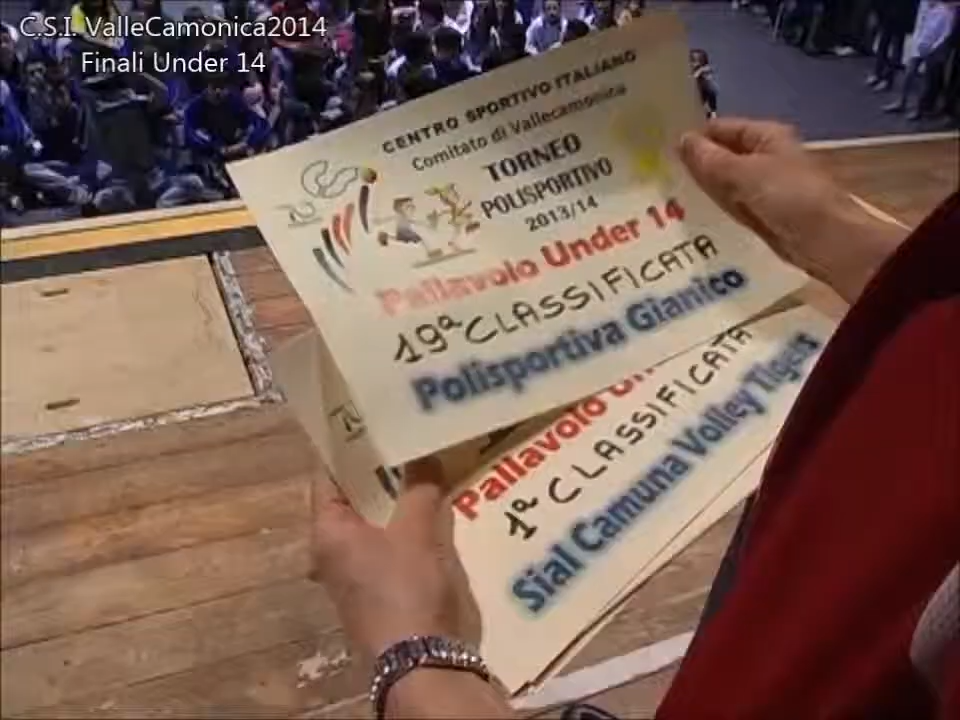 C.S.I. ValleCamonica2014
Finali Under 14
CENTRO SPORTIVO ITALIANO
Comitato di Vallecamonica
TORNEO
POLISPORTIVO
2013/14
Pallavolo Under 14
19ª CLASSIFICATA
Polisportiva Gianico
Pallavolo
1ª CLASSIFICATA
Sial Camuna Volley Tigers